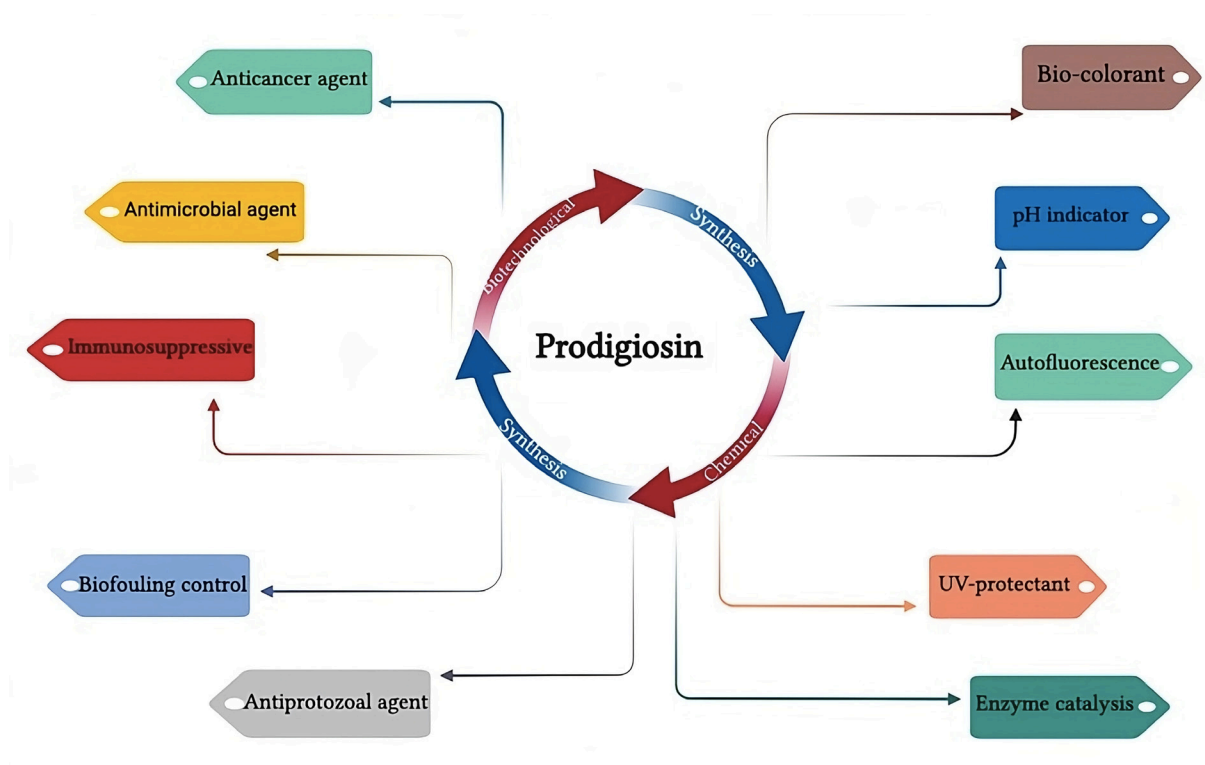 Anticancer agent
Bio-colorant
Antimicrobial agent
pH indicator
Biotechnological
Synthesis
Immunosuppressive
Prodigiosin
Autofluorescence
Synthesis
Chemical
Biofouling control
UV-protectant
Antiprotozoal agent
Enzyme catalysis